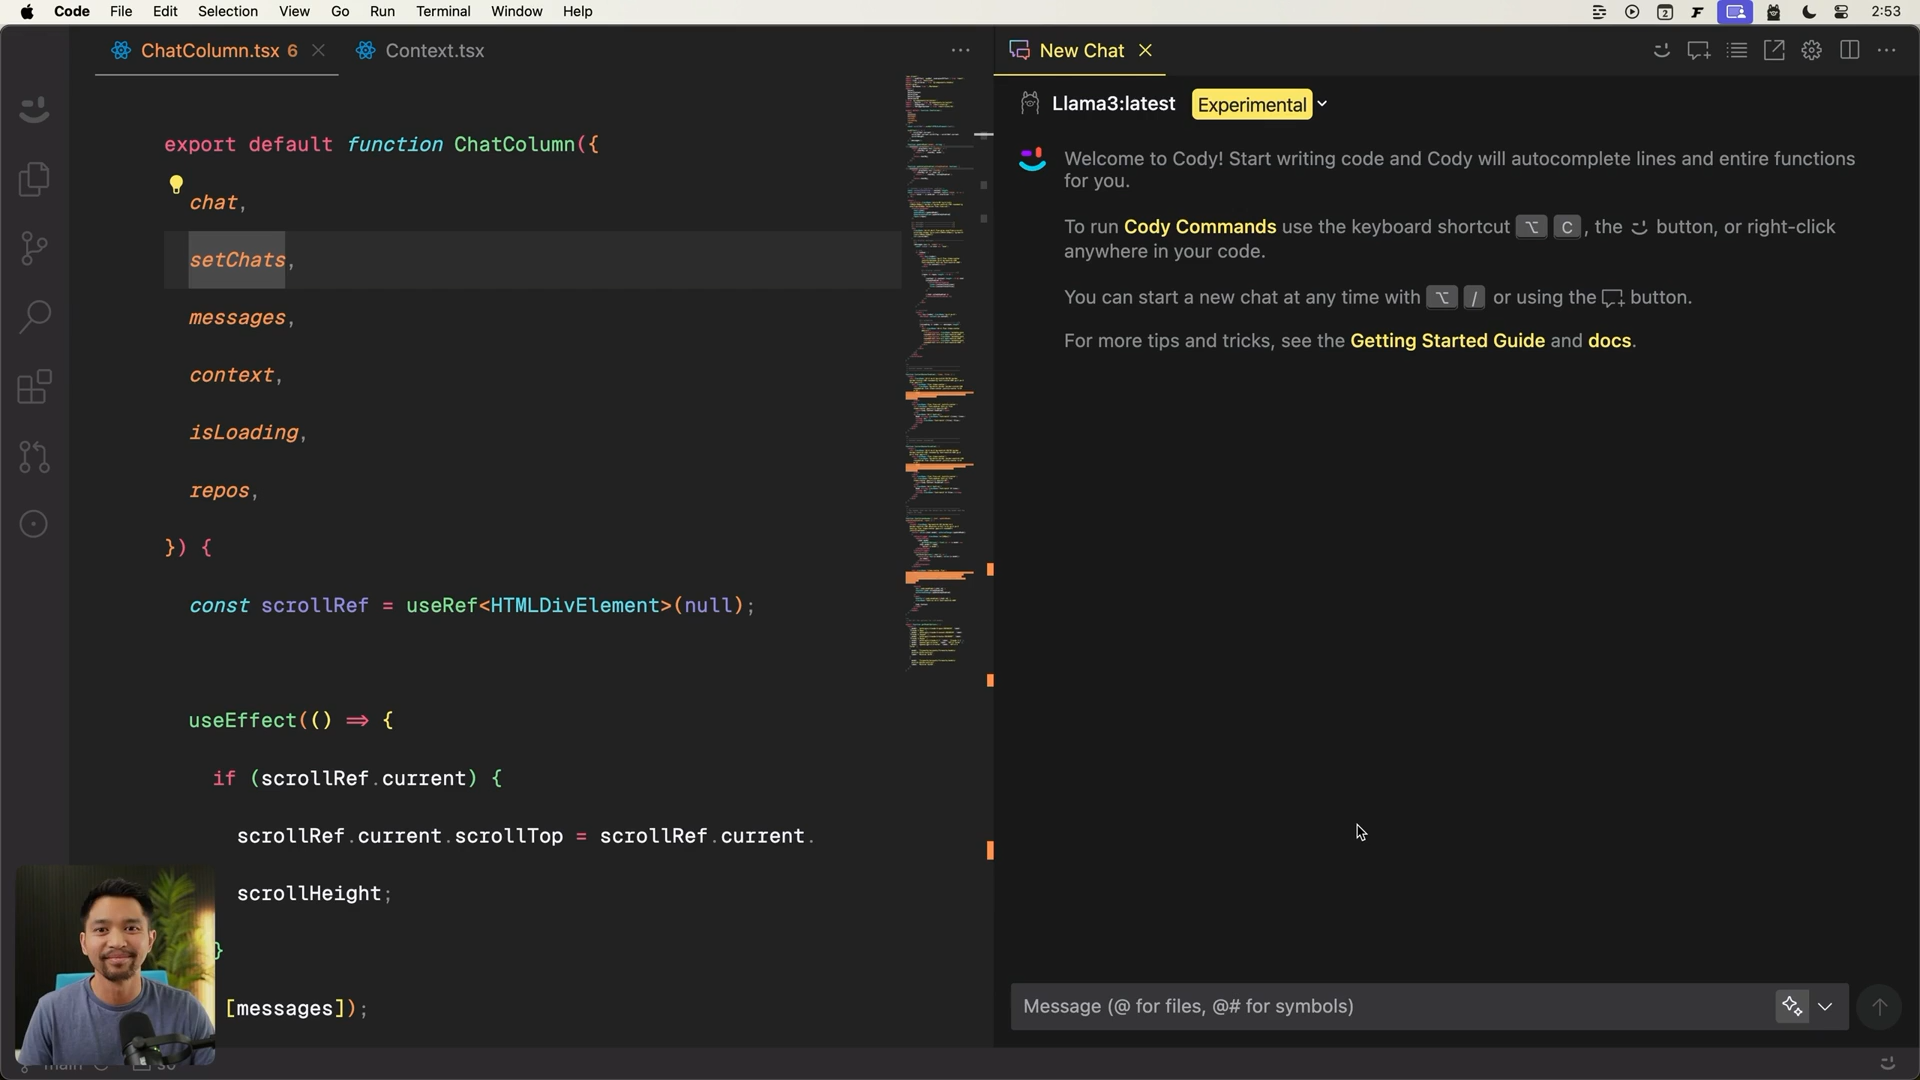 Code File Edit Selection View Go Run Terminal Window Help 2 2:53
ChatColumn.tsx 6
Context.tsx
New Chat
Llama3:latest Experimental
export default function ChatColumn({
chat,
setChats,
messages,
context,
isLoading,
repos,
}) {
const scrollRef = useRef<HTMLDivElement>(null);
useEffect(() => {
if (scrollRef.current) {
scrollRef.current.scrollTop = scrollRef.current.
scrollHeight;
}
[messages]);
Welcome to Cody! Start writing code and Cody will autocomplete lines and entire functions
for you.
To run Cody Commands use the keyboard shortcut ⌥ C , the button, or right-click
anywhere in your code.
You can start a new chat at any time with ⌥ / or using the button.
For more tips and tricks, see the Getting Started Guide and docs.
Message (@ for files, @# for symbols)
main